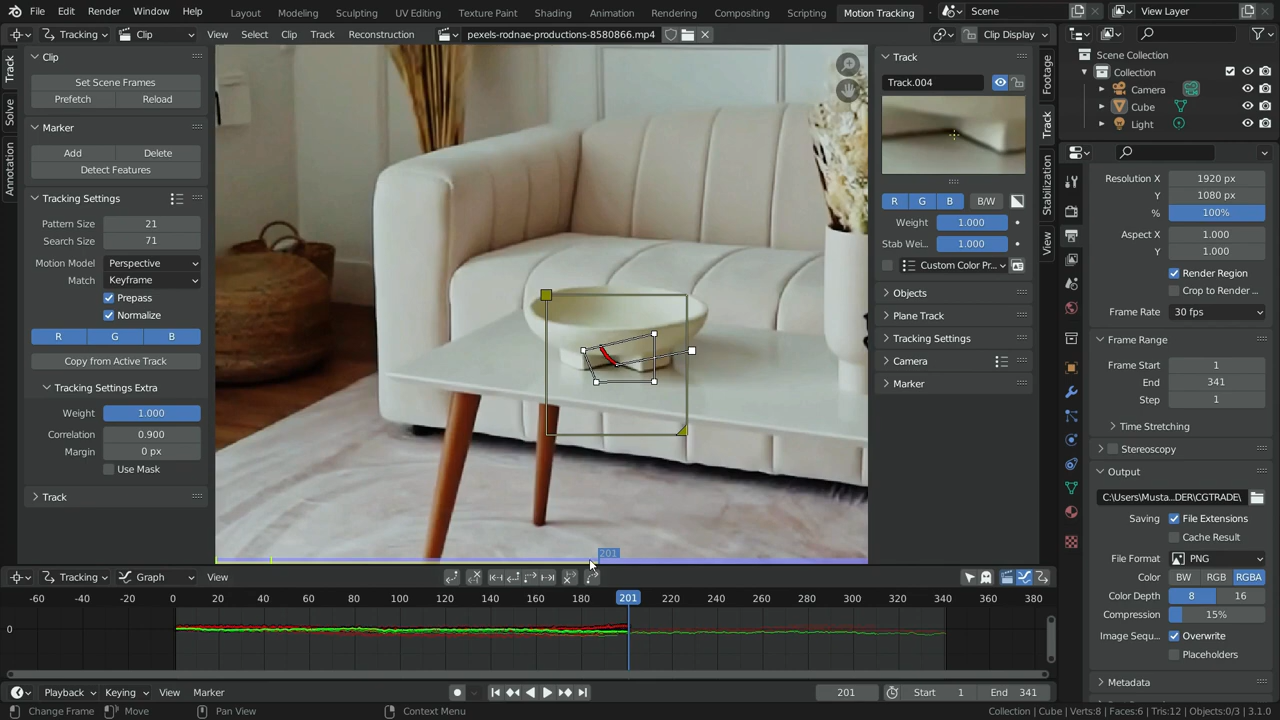 File Edit Render Window Help Layout Modeling Sculpting UV Editing Texture Paint Shading Animation Rendering Compositing Scripting Motion Tracking Scene View Layer
Tracking Clip View Select Clip Track Reconstruction pexels-rodnae-productions-8580866.mp4 Clip Display
Track
Solve
Annotation
Clip
Set Scene Frames
Prefetch Reload
Marker
Add Delete
Detect Features
Tracking Settings
Pattern Size 21
Search Size 71
Motion Model Perspective
Match Keyframe
Prepass
Normalize
R G B
Copy from Active Track
Tracking Settings Extra
Weight 1.000
Correlation 0.900
Margin 0 px
Use Mask
Track
201
Track
Track.004
R G B B/W
Weight 1.000
Stab Wei... 1.000
Custom Color Pr...
Objects
Plane Track
Tracking Settings
Camera
Marker
Footage
Track
Stabilization
View
Scene Collection
Collection
Camera
Cube
Light
Resolution X 1920 px
Y 1080 px
% 100%
Aspect X 1.000
Y 1.000
Render Region
Crop to Render ...
Frame Rate 30 fps
Frame Range
Frame Start 1
End 341
Step 1
Time Stretching
Stereoscopy
Output
C:\Users\Musta...DER\CGTRADE\
Saving File Extensions
Cache Result
File Format PNG
Color BW RGB RGBA
Color Depth 8 16
Compression 15%
Image Sequ... Overwrite
Placeholders
Metadata
Tracking Graph View
-60 -40 -20 0 20 40 60 80 100 120 140 160 180 201 220 240 260 280 300 320 340 360 380
0
Playback Keying View Marker 201 Start 1 End 341
Change Frame Move Pan View Context Menu Collection | Cube | Verts:8 | Faces:6 | Tris:12 | Objects:0/3 | 3.1.0